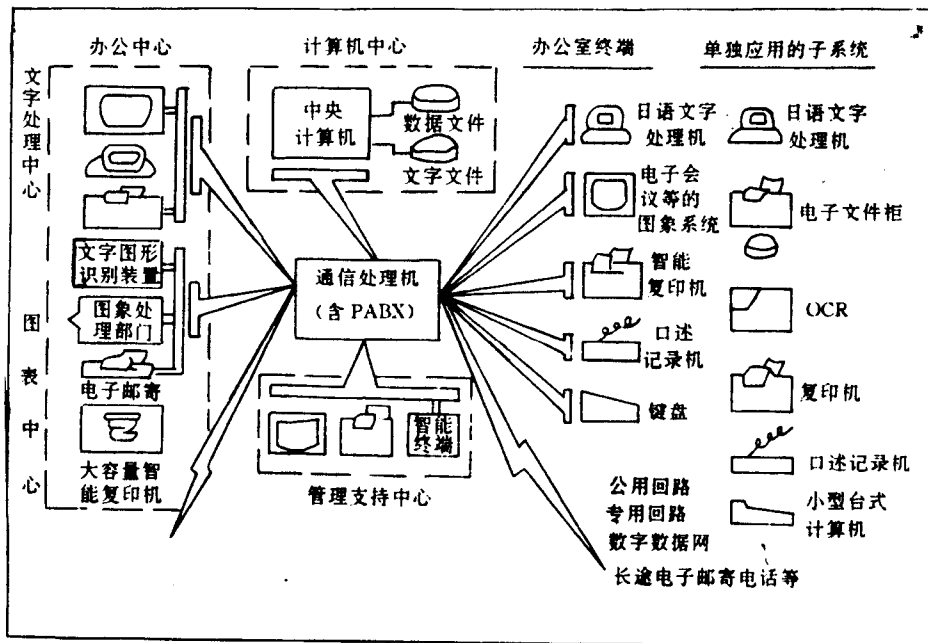 办公中心
文字处理中心
图表中心
文字图形
识别装置
图象处
理部门
电子邮寄
大容量智
能复印机
计算机中心
中央
计算机
数据文件
文字文件
通信处理机
(含 PABX)
智能
终端
管理支持中心
办公室终端
日语文字
处理机
电子会
议等的
图象系统
智能
复印机
口述
记录机
键盘
公用回路
专用回路
数字数据网
长途电子邮寄电话等
单独应用的子系统
日语文字
处理机
电子文件柜
OCR
复印机
口述记录机
小型台式
计算机